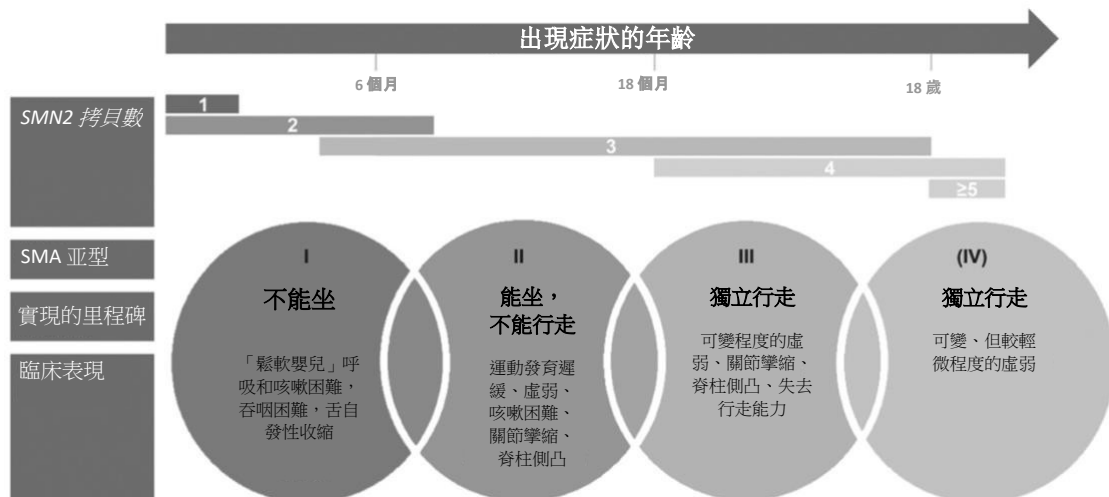 出現症狀的年齡
6 個月
18 個月
18 歲
SMN2 拷貝數
1
2
3
4
≥5
SMA 亚型
I
II
III
(IV)
實現的里程碑
不能坐
能坐，
不能行走
獨立行走
獨立行走
臨床表現
「鬆軟嬰兒」呼
吸和咳嗽困難，
吞咽困難，舌自
發性收縮
運動發育遲
緩、虛弱、
咳嗽困難、
關節攣縮、
脊柱側凸
可變程度的虛
弱、關節攣縮、
脊柱側凸、失去
行走能力
可變、但較輕
微程度的虛弱